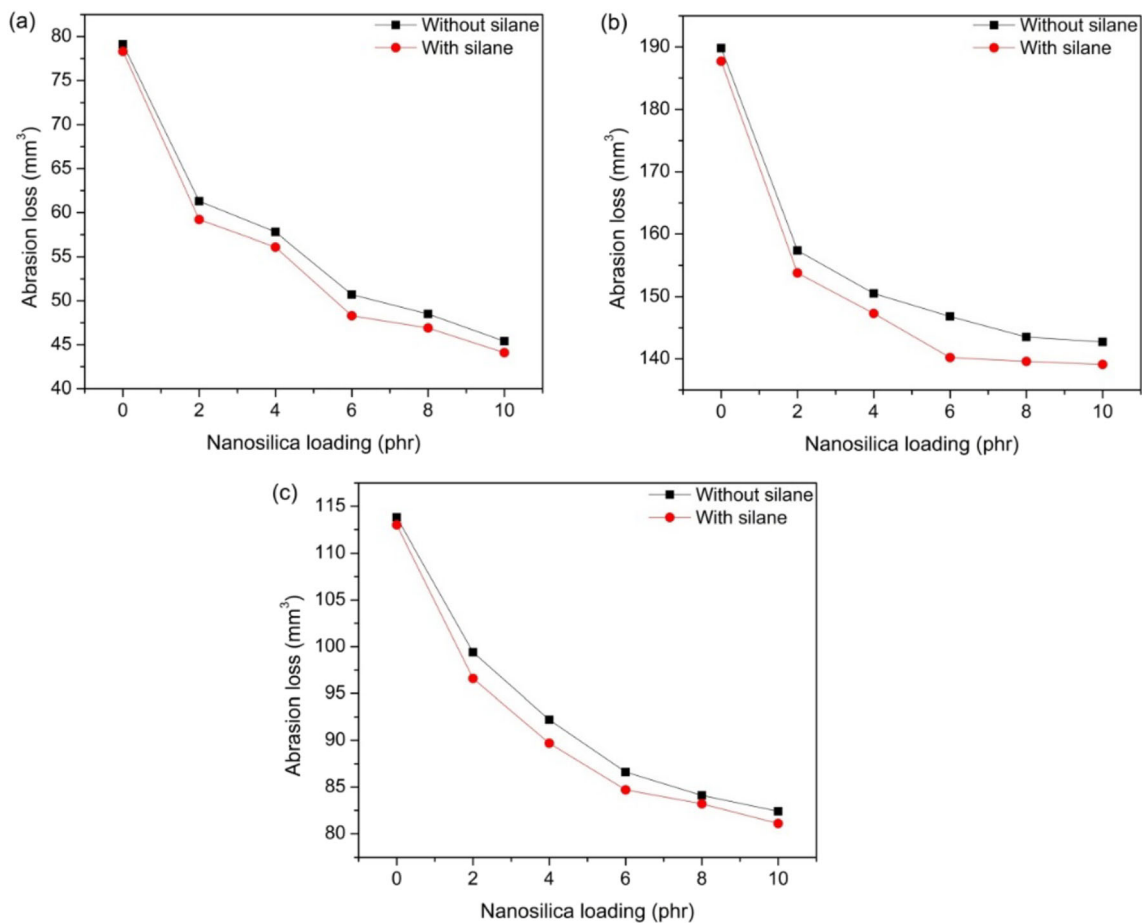 (a)
Without silane
With silane
80
75
70
65
60
55
50
45
40
Abrasion loss (mm³)
0 2 4 6 8 10
Nanosilica loading (phr)
(b)
Without silane
With silane
190
180
170
160
150
140
Abrasion loss (mm³)
0 2 4 6 8 10
Nanosilica loading (phr)
(c)
Without silane
With silane
115
110
105
100
95
90
85
80
Abrasion loss (mm³)
0 2 4 6 8 10
Nanosilica loading (phr)